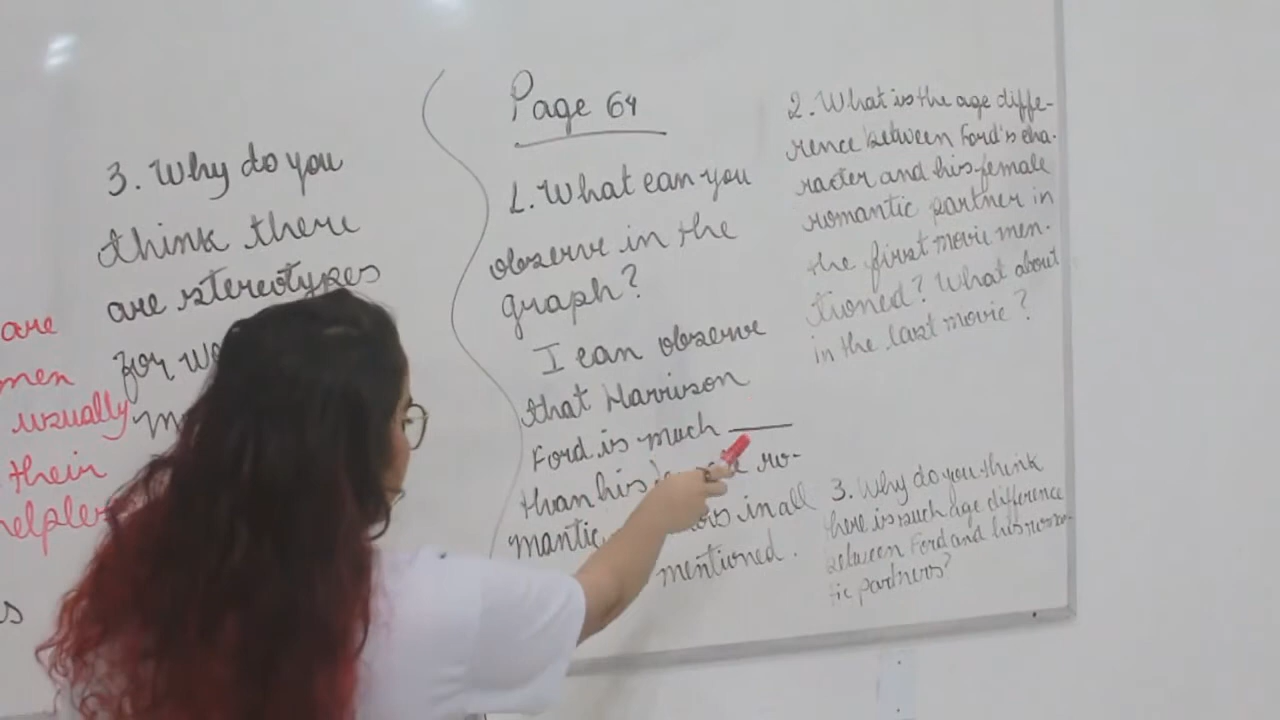 are
men
usually
their
s
3. Why do you
think there
are stereotypes
for
Page 64
1. What can you
observe in the
graph?
I can observe
that Harrison
Ford is much ____
than his ro-
mantic in all
mentioned.
2. What is the age diffe-
rence between Ford's cha-
racter and his female
romantic partner in
the first movie men-
tioned? What about
in the last movie?
3. Why do you think
here is such age difference
between Ford and his roman-
tic partners?